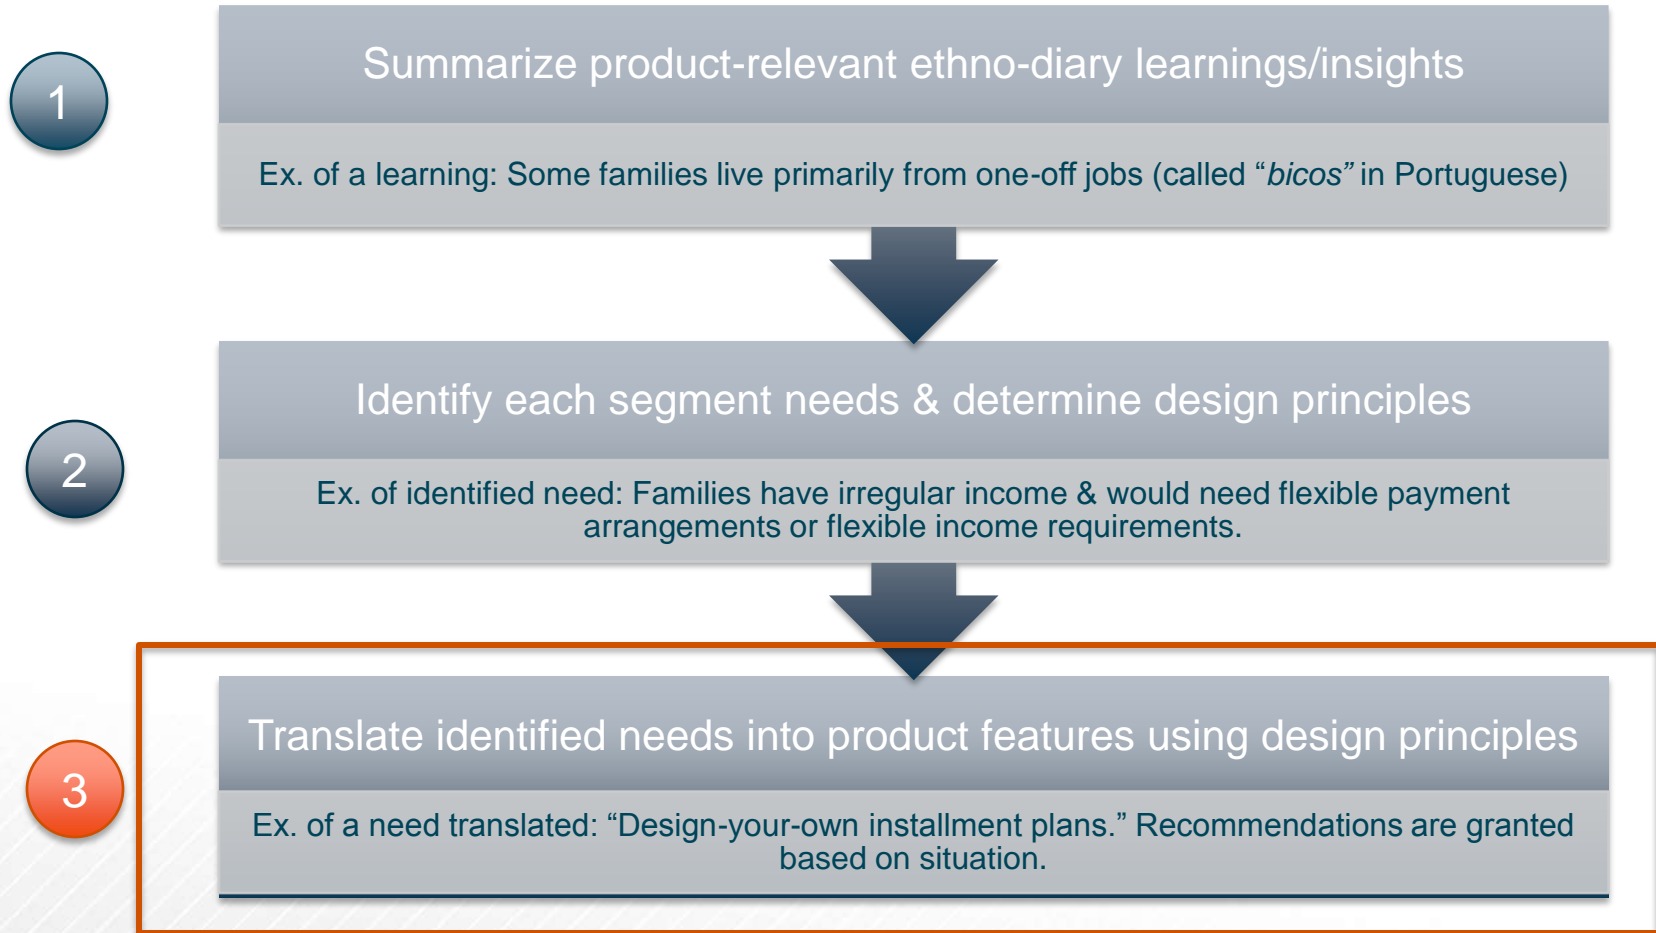 1
Summarize product-relevant ethno-diary learnings/insights
Ex. of a learning: Some families live primarily from one-off jobs (called “bicos” in Portuguese)
2
Identify each segment needs & determine design principles
Ex. of identified need: Families have irregular income & would need flexible payment
arrangements or flexible income requirements.
3
Translate identified needs into product features using design principles
Ex. of a need translated: “Design-your-own installment plans.” Recommendations are granted
based on situation.